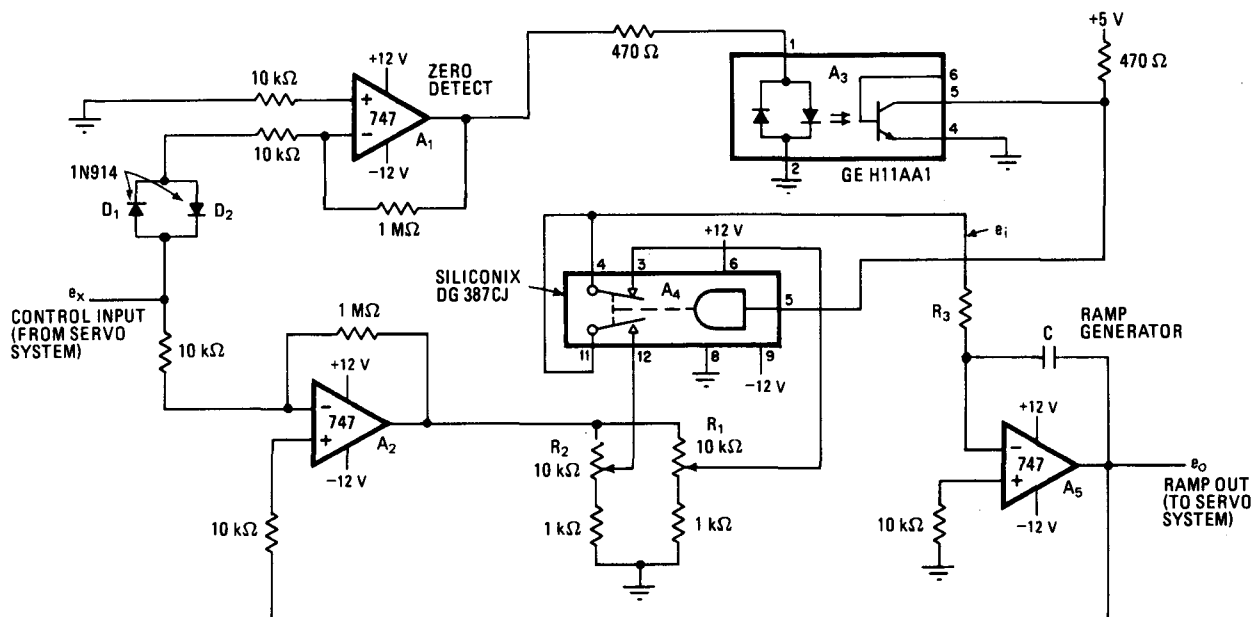 +5 V
470 Ω
1
470 Ω
A3
6
5
4
2
GE H11AA1
+12 V
ZERO
DETECT
10 kΩ
+
747
−
A1
10 kΩ
−12 V
1 MΩ
1N914
D1
D2
ex
CONTROL INPUT
(FROM SERVO
SYSTEM)
10 kΩ
1 MΩ
+12 V
−
747
+
A2
−12 V
10 kΩ
SILICONIX
DG 387CJ
+12 V
4
3
6
A4
5
11
12
8
9
−12 V
ei
R3
C
RAMP
GENERATOR
R2
10 kΩ
R1
10 kΩ
1 kΩ
1 kΩ
+12 V
−
747
+
A5
−12 V
10 kΩ
eo
RAMP OUT
(TO SERVO
SYSTEM)